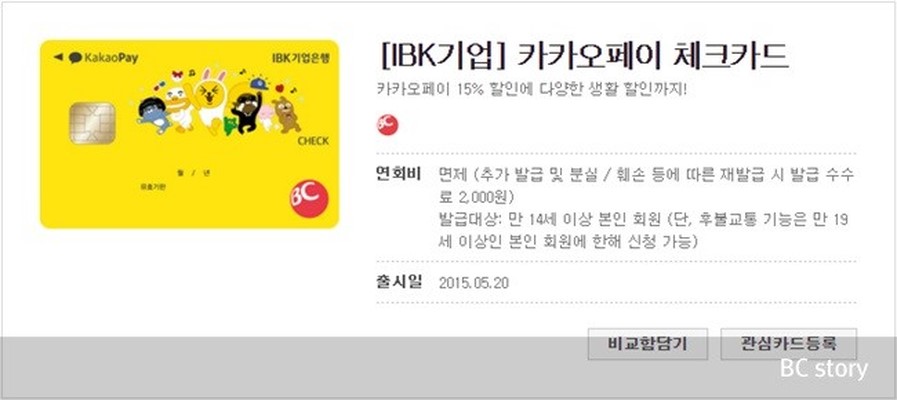 KakaoPay
IBK기업은행
CHECK
월 / 년
유효기한
BC
[IBK기업] 카카오페이 체크카드
카카오페이 15% 할인에 다양한 생활 할인까지!
BC
연회비 면제 (추가 발급 및 분실 / 훼손 등에 따른 재발급 시 발급 수수
료 2,000원)
발급대상: 만 14세 이상 본인 회원 (단, 후불교통 기능은 만 19
세 이상인 본인 회원에 한해 신청 가능)
출시일 2015.05.20
비교함담기 관심카드등록
BC story